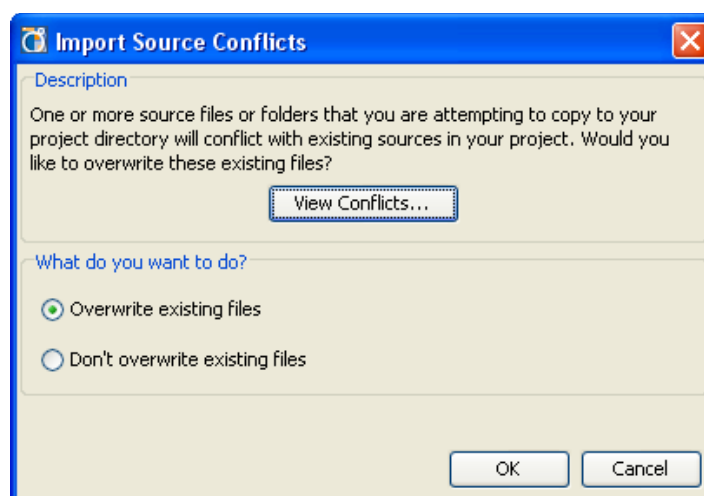 Import Source Conflicts
Description
One or more source files or folders that you are attempting to copy to your
project directory will conflict with existing sources in your project. Would you
like to overwrite these existing files?
View Conflicts...
What do you want to do?
Overwrite existing files
Don't overwrite existing files
OK Cancel